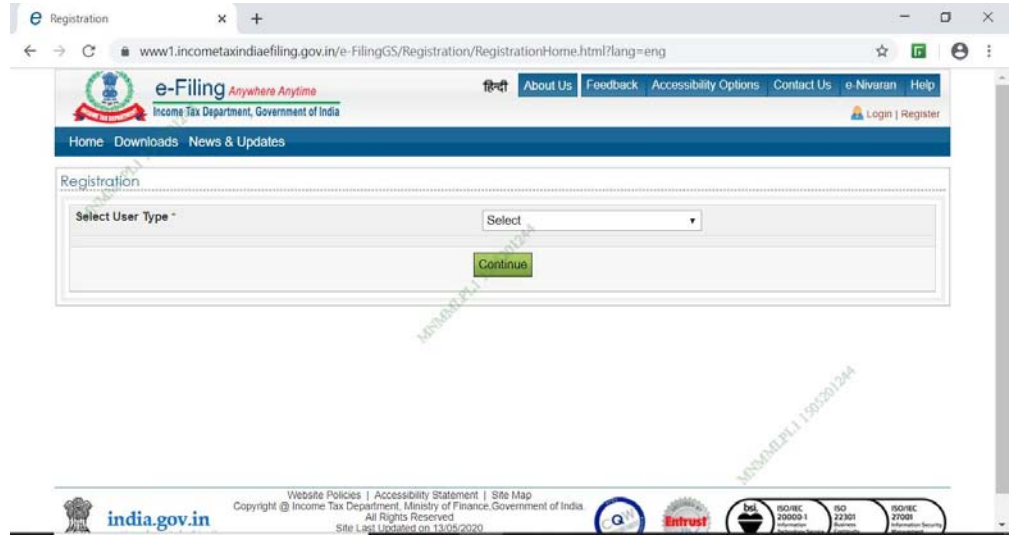 Registration
www1.incometaxindiaefiling.gov.in/e-FilingGS/Registration/RegistrationHome.html?lang=eng
e-Filing Anywhere Anytime
Income Tax Department, Government of India
हिन्दी About Us Feedback Accessibility Options Contact Us e-Nivaran Help
Login | Register
Home Downloads News & Updates
Registration
Select User Type *
Select
Continue
Website Policies | Accessibility Statement | Site Map
Copyright @ Income Tax Department, Ministry of Finance,Government of India.
All Rights Reserved
Site Last Updated on 13/05/2020
india.gov.in
CQW
Entrust
bsi.
ISO/IEC 20000-1
ISO 22301
ISO/IEC 27001
Information Security